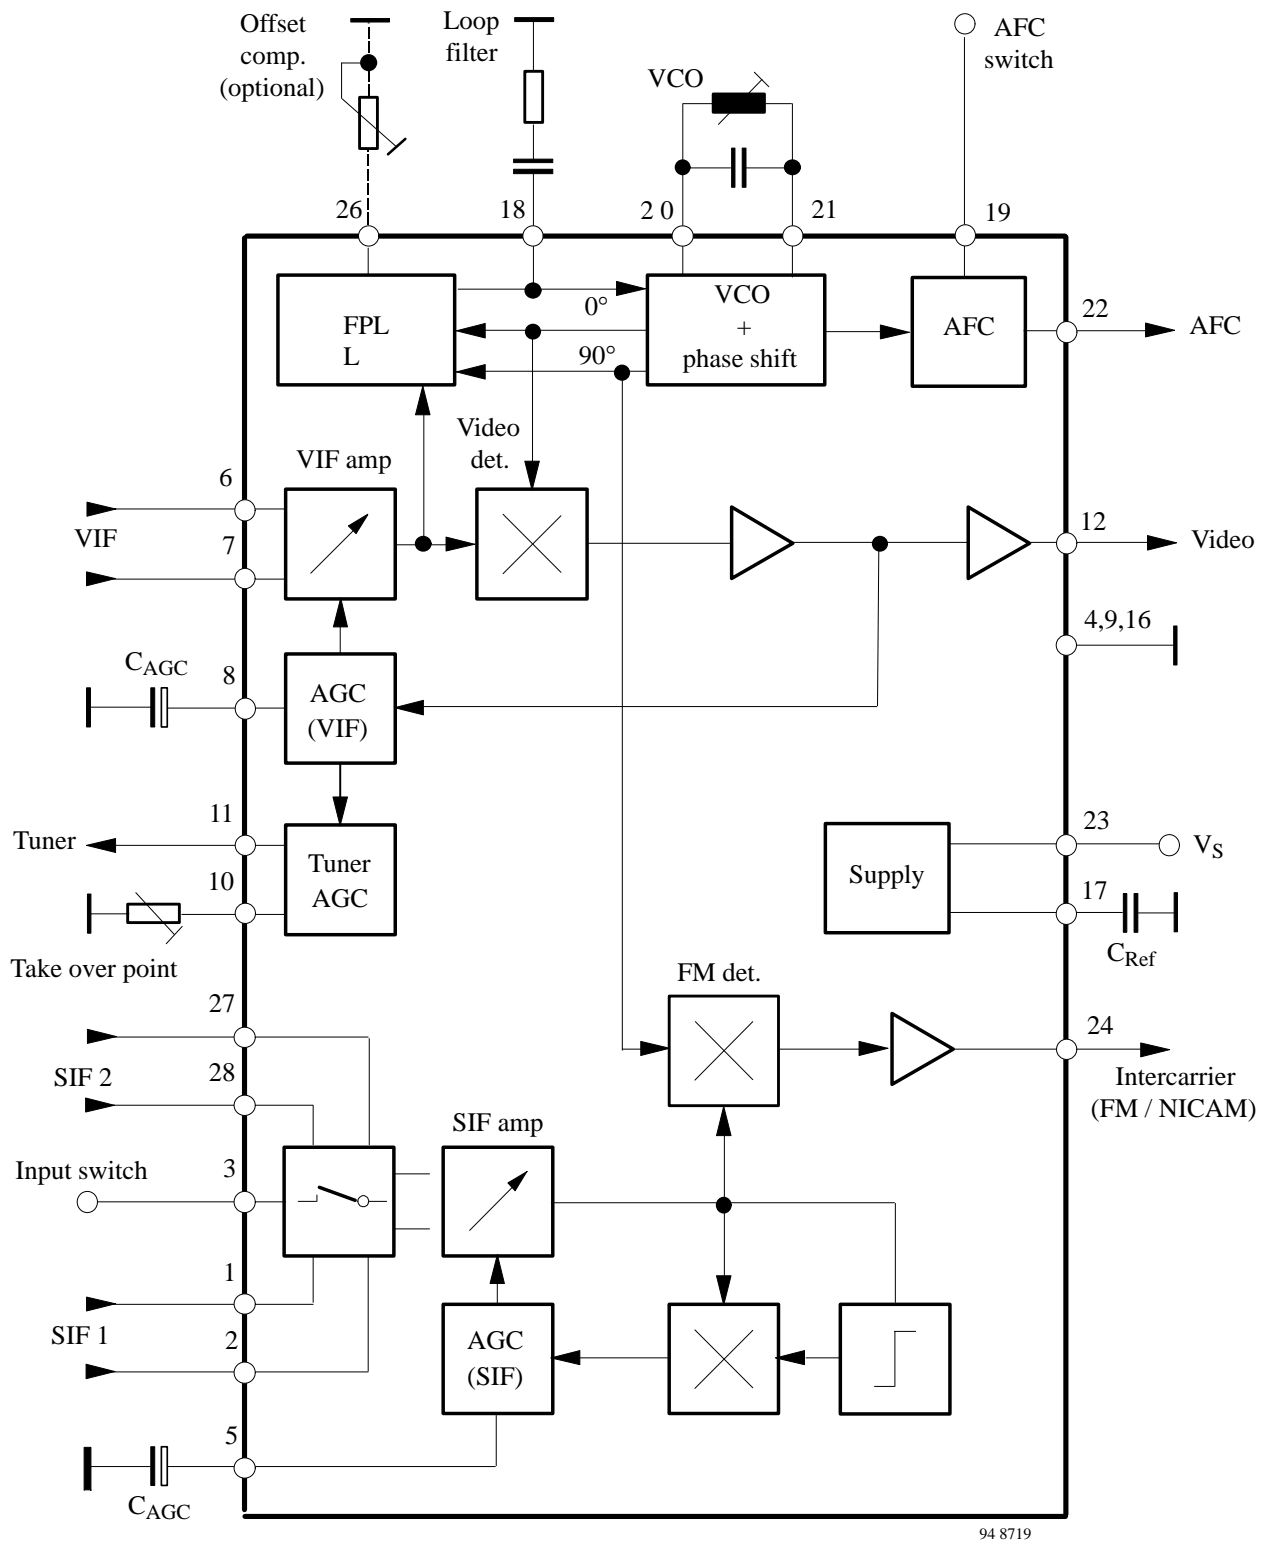 Offset
comp.
(optional)
Loop
filter
VCO
AFC
switch
26
18
2 0
21
19
FPL
L
0°
90°
VCO
+
phase shift
AFC
22
AFC
Video
det.
VIF amp
6
VIF
7
12
Video
4,9,16
CAGC
8
AGC
(VIF)
11
Tuner
10
Tuner
AGC
Take over point
Supply
23
VS
17
CRef
FM det.
27
SIF 2
28
24
Intercarrier
(FM / NICAM)
SIF amp
Input switch
3
1
SIF 1
2
AGC
(SIF)
5
CAGC
94 8719